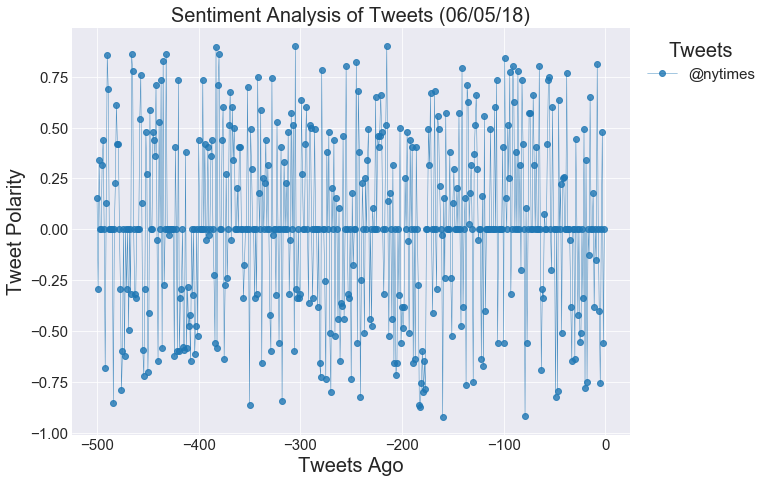 Sentiment Analysis of Tweets (06/05/18)
Tweets
@nytimes
Tweet Polarity
0.75
0.50
0.25
0.00
−0.25
−0.50
−0.75
−1.00
−500
−400
−300
−200
−100
0
Tweets Ago